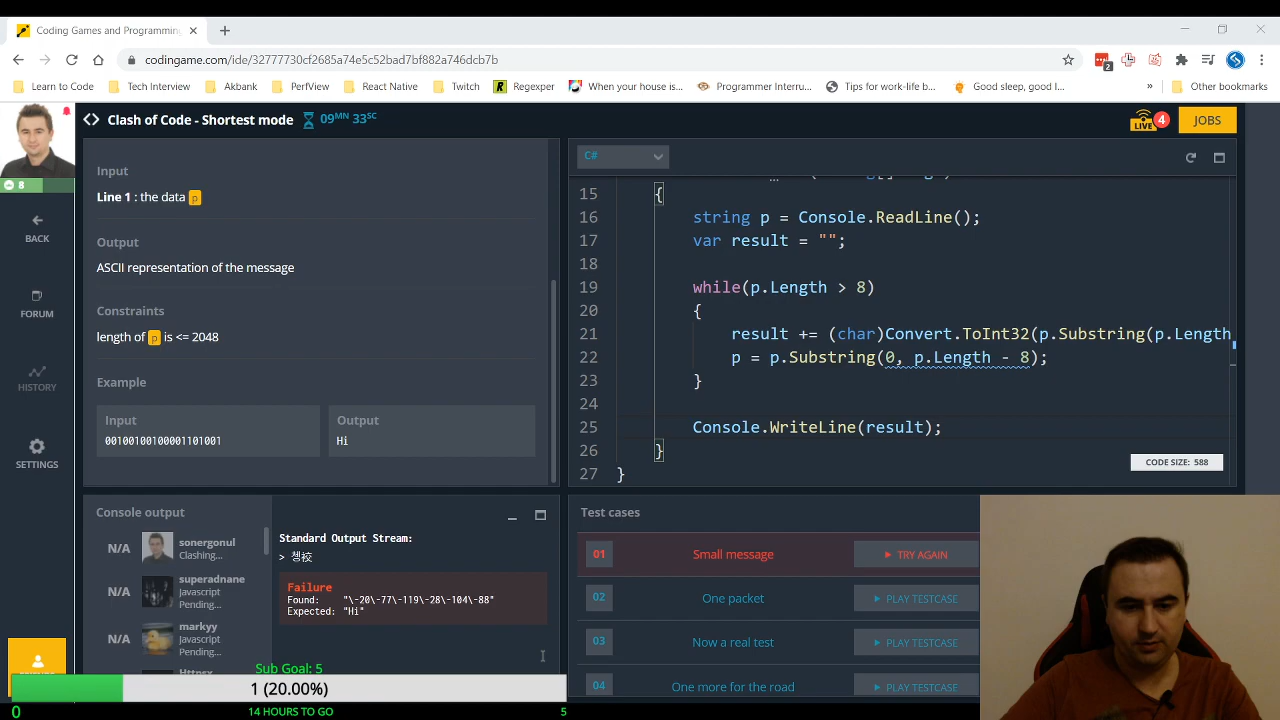 Coding Games and Programming
codingame.com/ide/32777730cf2685a74e5c52bad7bf982a746dcb7b
2
Learn to Code
Tech Interview
Akbank
PerfView
React Native
Twitch
Regexper
When your house is...
Programmer Interru...
Tips for work-life b...
Good sleep, good l...
»
Other bookmarks
Clash of Code - Shortest mode
09MN 33SC
LIVE
4
JOBS
8
BACK
FORUM
HISTORY
SETTINGS
Input
Line 1 : the data p
Output
ASCII representation of the message
Constraints
length of p is <= 2048
Example
Input
00100100100001101001
Output
Hi
C#
15 {
16 string p = Console.ReadLine();
17 var result = "";
18
19 while(p.Length > 8)
20 {
21 result += (char)Convert.ToInt32(p.Substring(p.Length
22 p = p.Substring(0, p.Length - 8);
23 }
24
25 Console.WriteLine(result);
26 }
27 }
CODE SIZE: 588
Console output
N/A
sonergonul
Clashing...
N/A
superadnane
Javascript
Pending...
N/A
markyy
Javascript
Pending...
Standard Output Stream:
Failure
Found: "\-20\-77\-119\-28\-104\-88"
Expected: "Hi"
Test cases
01 Small message TRY AGAIN
02 One packet PLAY TESTCASE
03 Now a real test PLAY TESTCASE
04 One more for the road PLAY TESTCASE
Sub Goal: 5
1 (20.00%)
0
14 HOURS TO GO
5